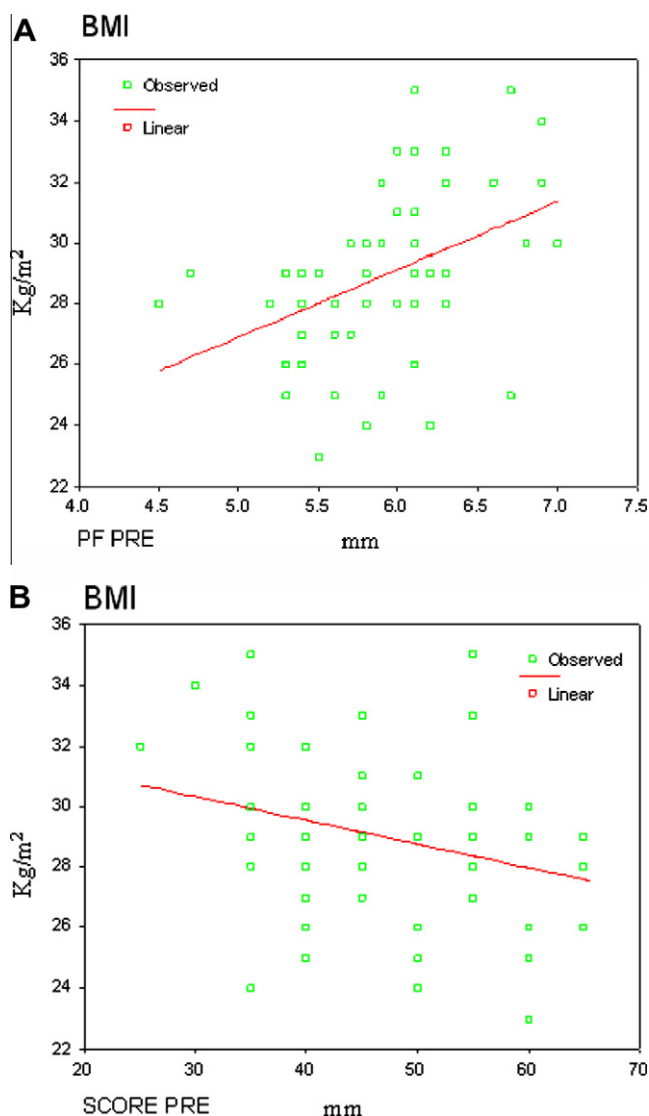 A BMI
36
34
32
30
28
26
24
22
Kg/m²
Observed
Linear
4.0 4.5 5.0 5.5 6.0 6.5 7.0 7.5
PF PRE mm
B BMI
36
34
32
30
28
26
24
22
Kg/m²
Observed
Linear
20 30 40 50 60 70
SCORE PRE mm